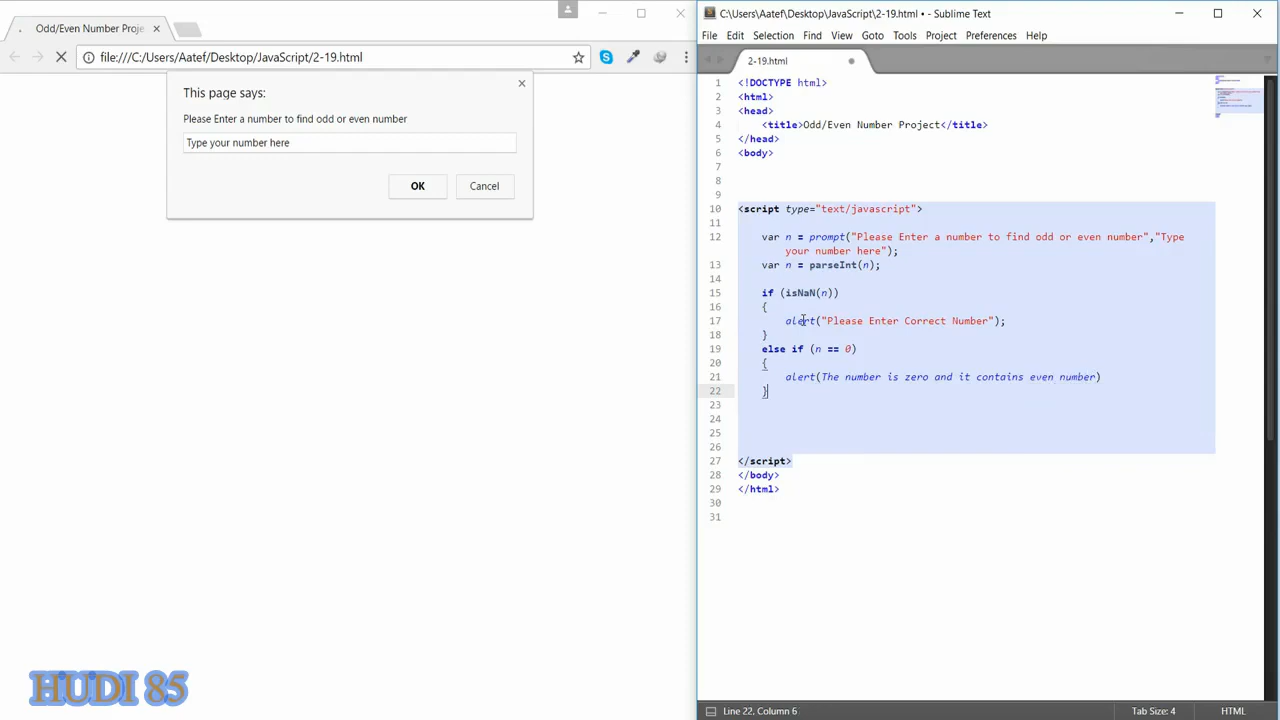 Odd/Even Number Proje
file:///C:/Users/Aatef/Desktop/JavaScript/2-19.html
This page says:
Please Enter a number to find odd or even number
Type your number here
OK Cancel
HUDI 85
C:\Users\Aatef\Desktop\JavaScript\2-19.html • - Sublime Text
File Edit Selection Find View Goto Tools Project Preferences Help
2-19.html
1 <!DOCTYPE html>
2 <html>
3 <head>
4 <title>Odd/Even Number Project</title>
5 </head>
6 <body>
7
8
9
10 <script type="text/javascript">
11
12 var n = prompt("Please Enter a number to find odd or even number","Type
your number here");
13 var n = parseInt(n);
14
15 if (isNaN(n))
16 {
17 alert("Please Enter Correct Number");
18 }
19 else if (n == 0)
20 {
21 alert(The number is zero and it contains even number)
22 }
23
24
25
26
27 </script>
28 </body>
29 </html>
30
31
Line 22, Column 6
Tab Size: 4 HTML